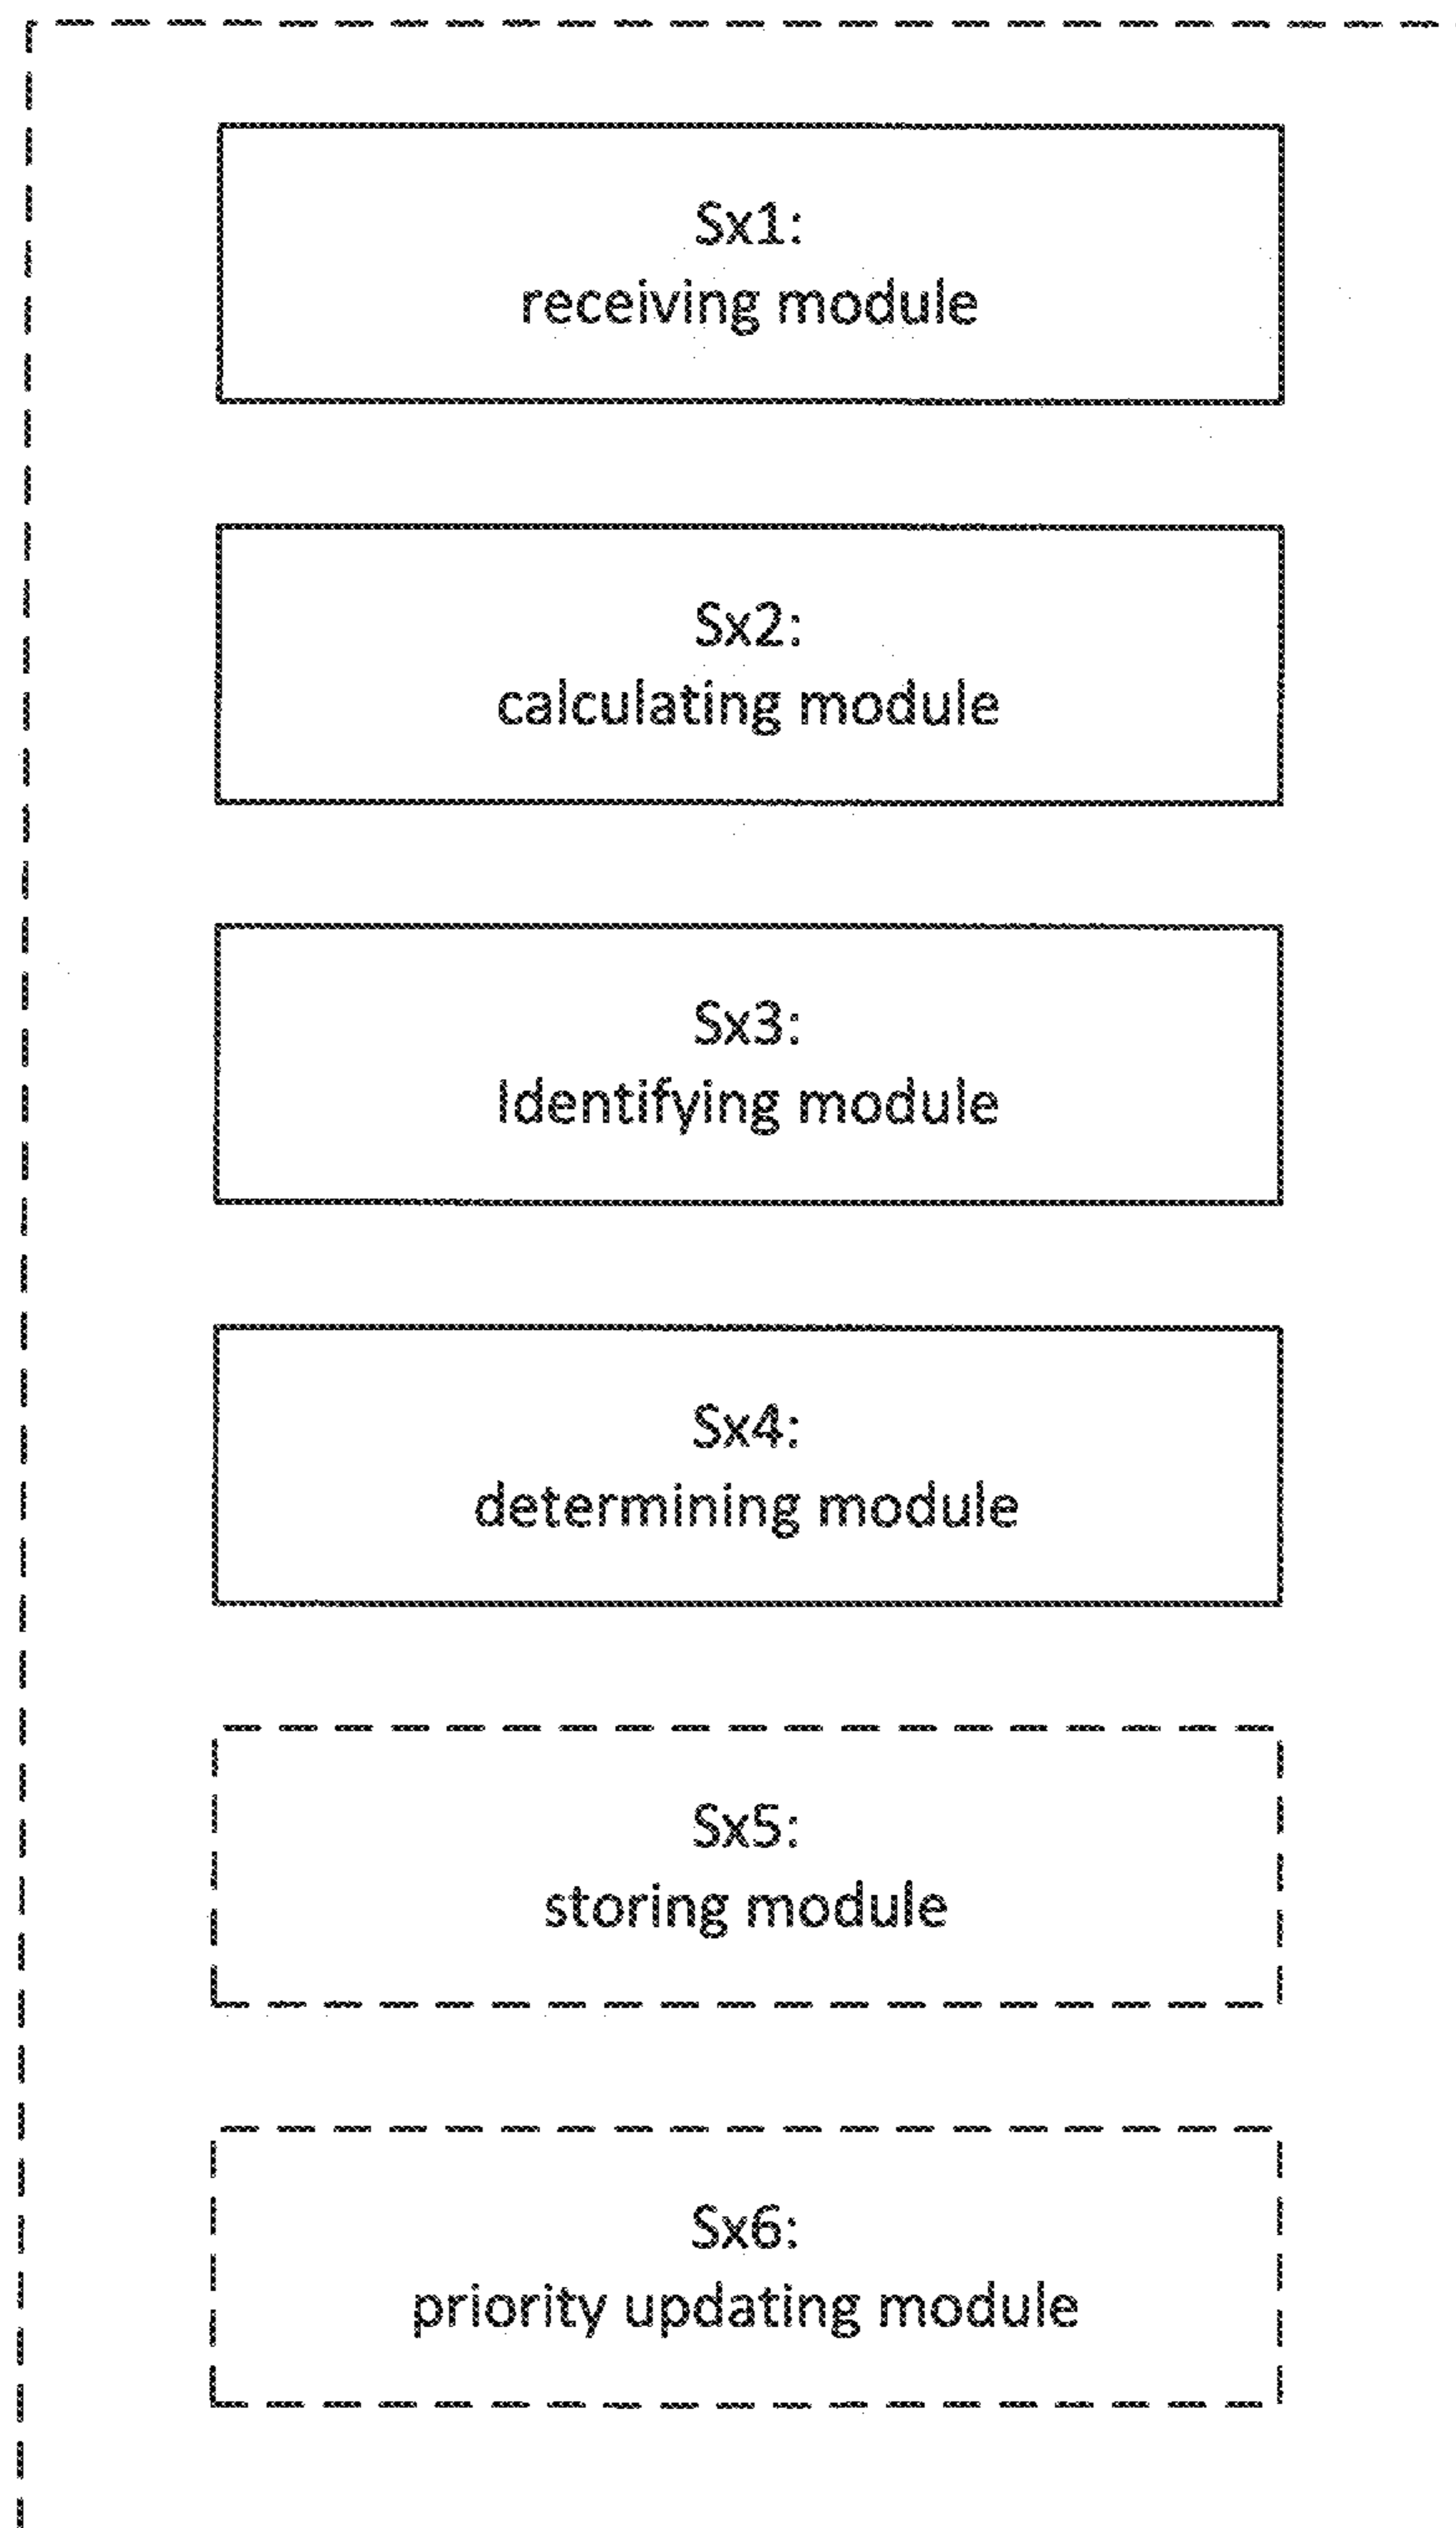 Sx1:
receiving module
Sx2:
calculating module
Sx3:
Identifying module
Sx4:
determining module
Sx5:
storing module
Sx6:
priority updating module